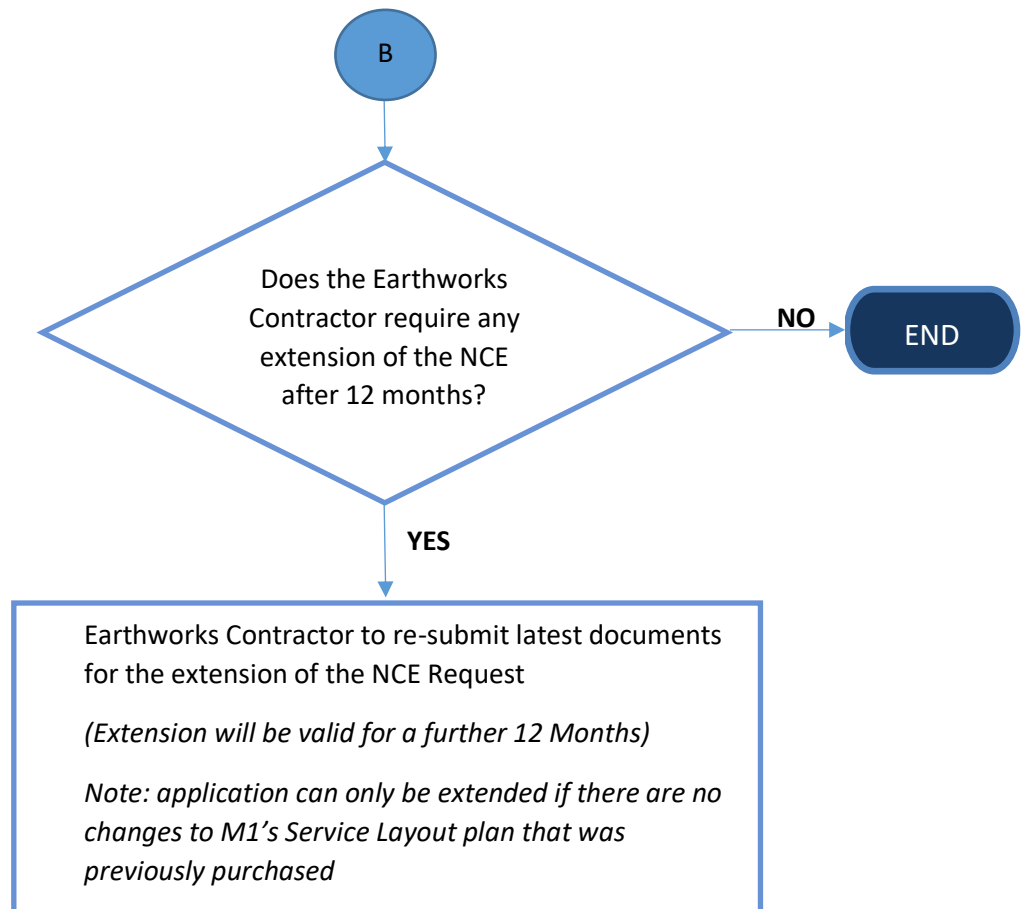 B
Does the Earthworks
Contractor require any
extension of the NCE
after 12 months?
NO
END
YES
Earthworks Contractor to re-submit latest documents
for the extension of the NCE Request
(Extension will be valid for a further 12 Months)
Note: application can only be extended if there are no
changes to M1’s Service Layout plan that was
previously purchased